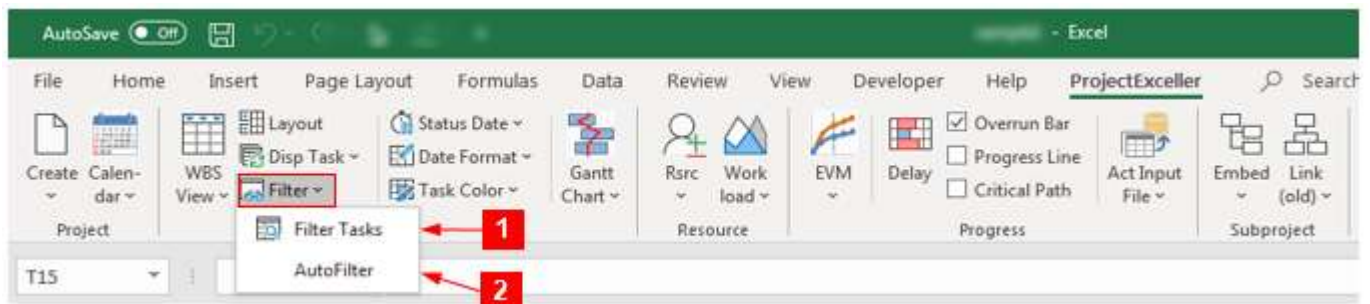 AutoSave Off - Excel
File Home Insert Page Layout Formulas Data Review View Developer Help ProjectExceller Search
Create
Calen-
dar
Project
WBS
View
Layout
Disp Task
Filter
Status Date
Date Format
Task Color
Gantt
Chart
Rsrc
Work
load
Resource
EVM
Delay
Overrun Bar
Progress Line
Critical Path
Act Input
File
Progress
Embed
Link
(old)
Subproject
Filter Tasks
1
AutoFilter
2
T15